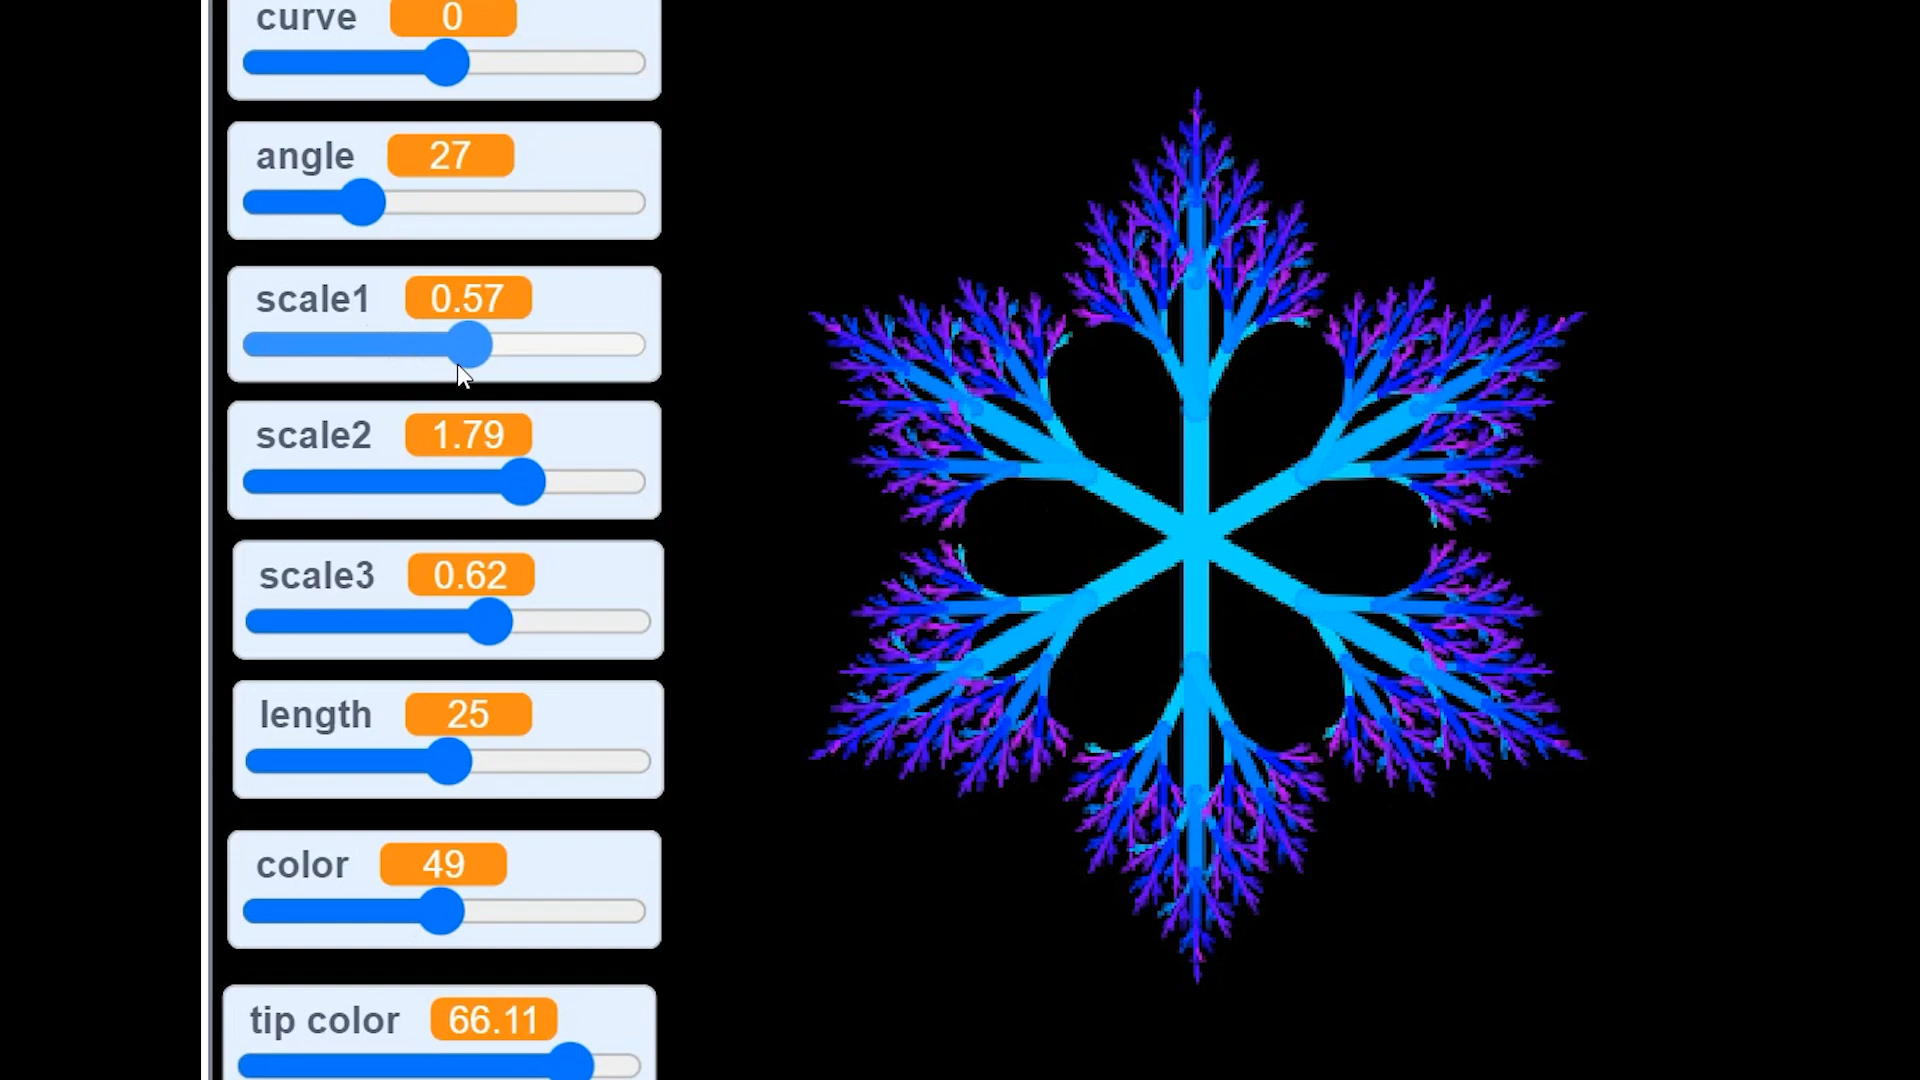 curve 0
angle 27
scale1 0.57
scale2 1.79
scale3 0.62
length 25
color 49
tip color 66.11